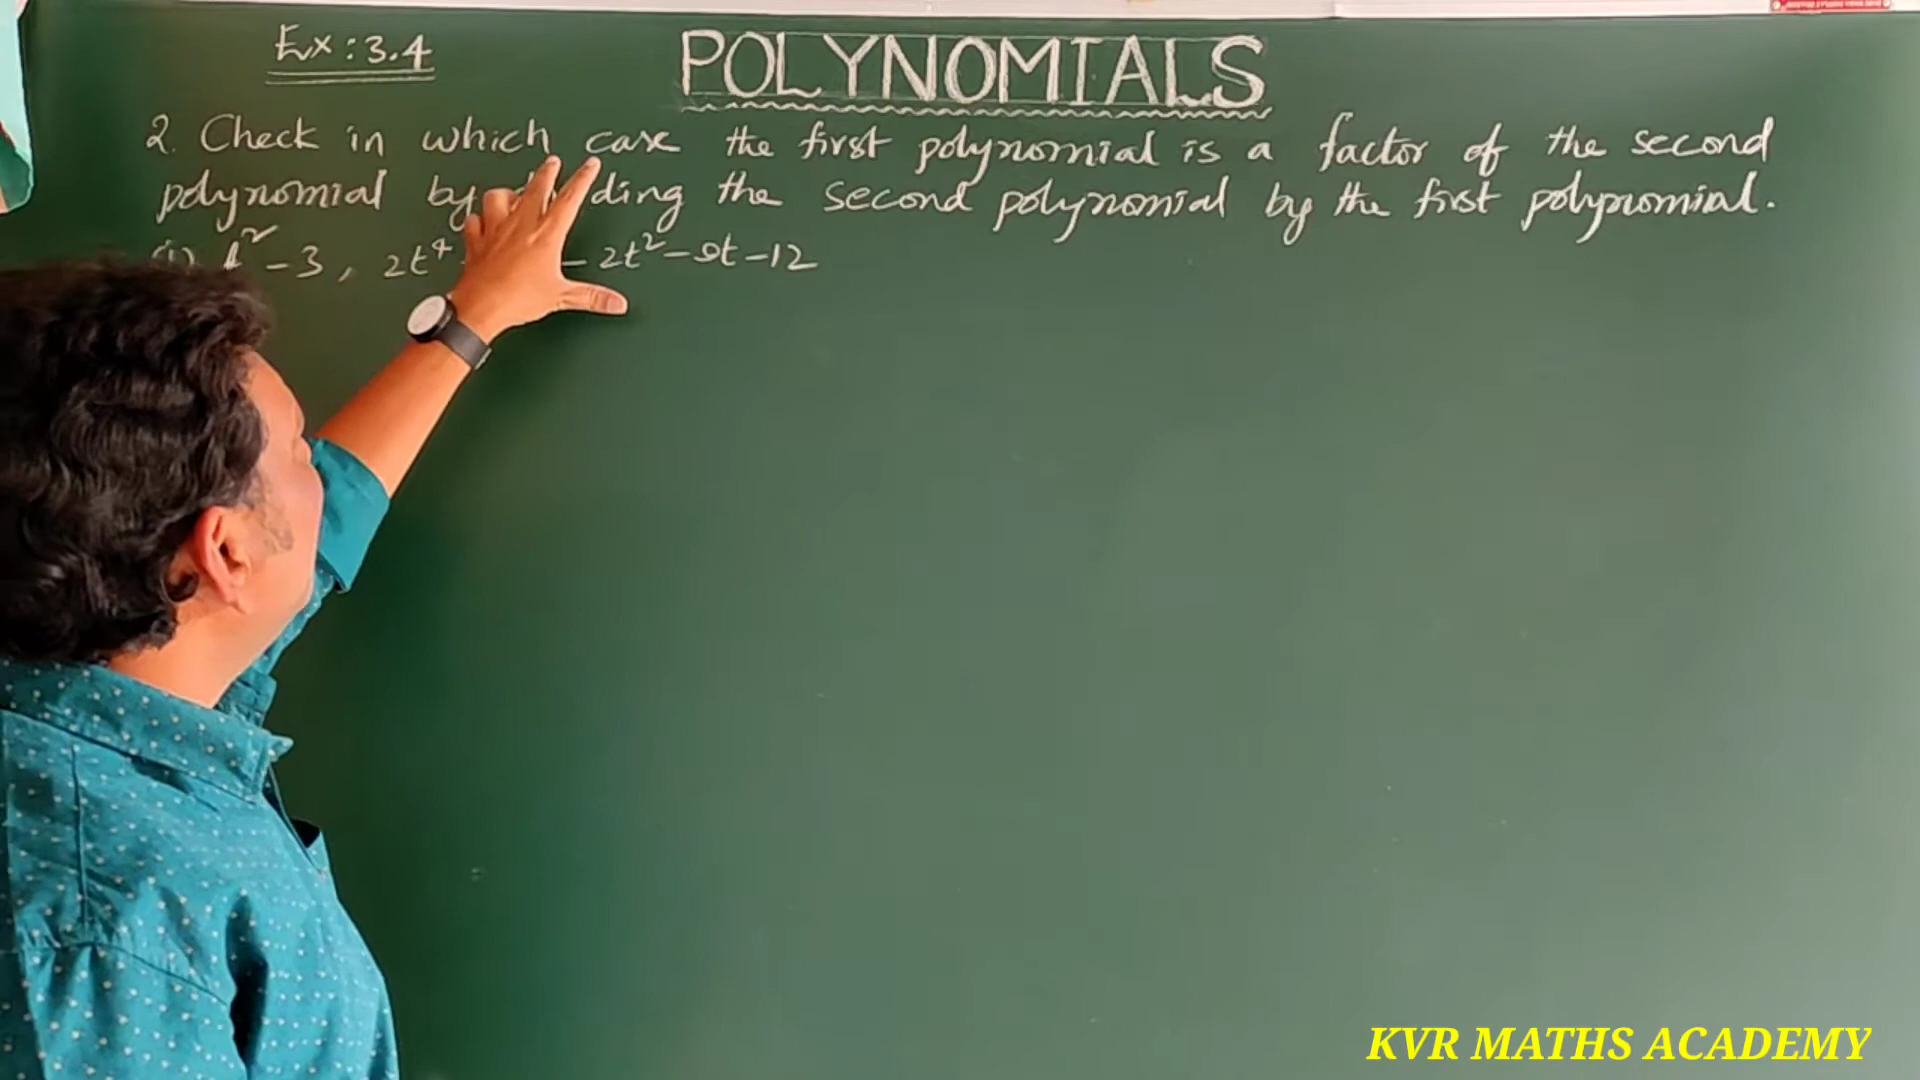 Ex: 3.4
POLYNOMIALS
2. Check in which case the first polynomial is a factor of the second
polynomial by the second polynomial by the first polynomial.
- 3, 2t⁴ - 2t² - 9t - 12
KVR MATHS ACADEMY